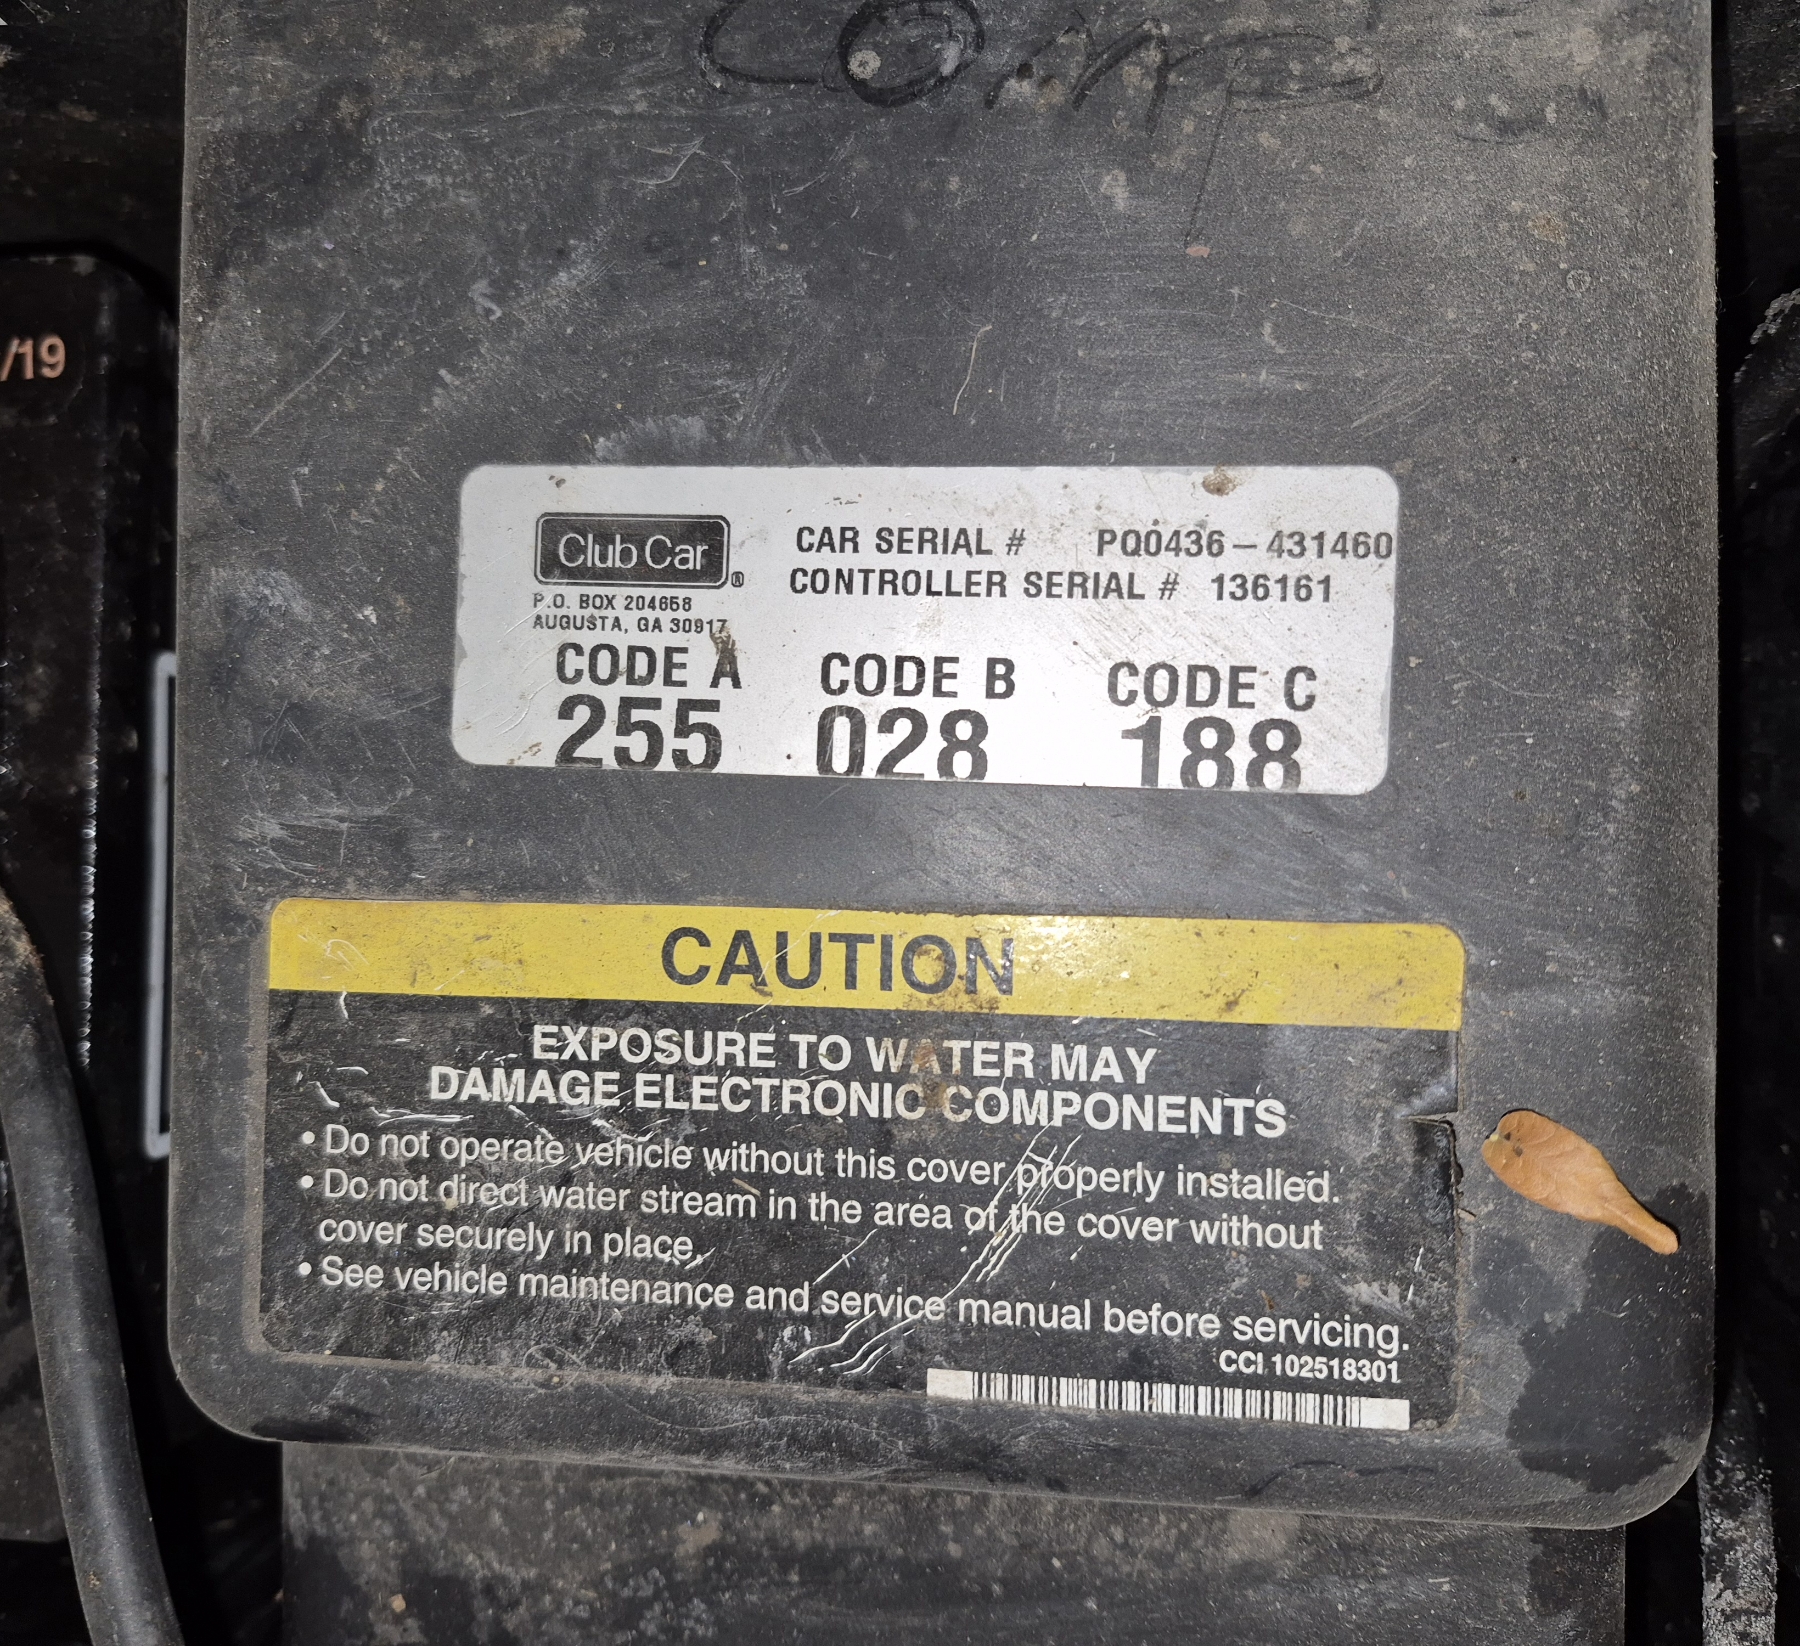 Comp
/19
Club Car ®
CAR SERIAL # PQ0436-431460
CONTROLLER SERIAL # 136161
P.O. BOX 204658
AUGUSTA, GA 30917
CODE A CODE B CODE C
255 028 188
CAUTION
EXPOSURE TO WATER MAY
DAMAGE ELECTRONIC COMPONENTS
• Do not operate vehicle without this cover properly installed.
• Do not direct water stream in the area of the cover without
cover securely in place.
• See vehicle maintenance and service manual before servicing.
CCI 102518301